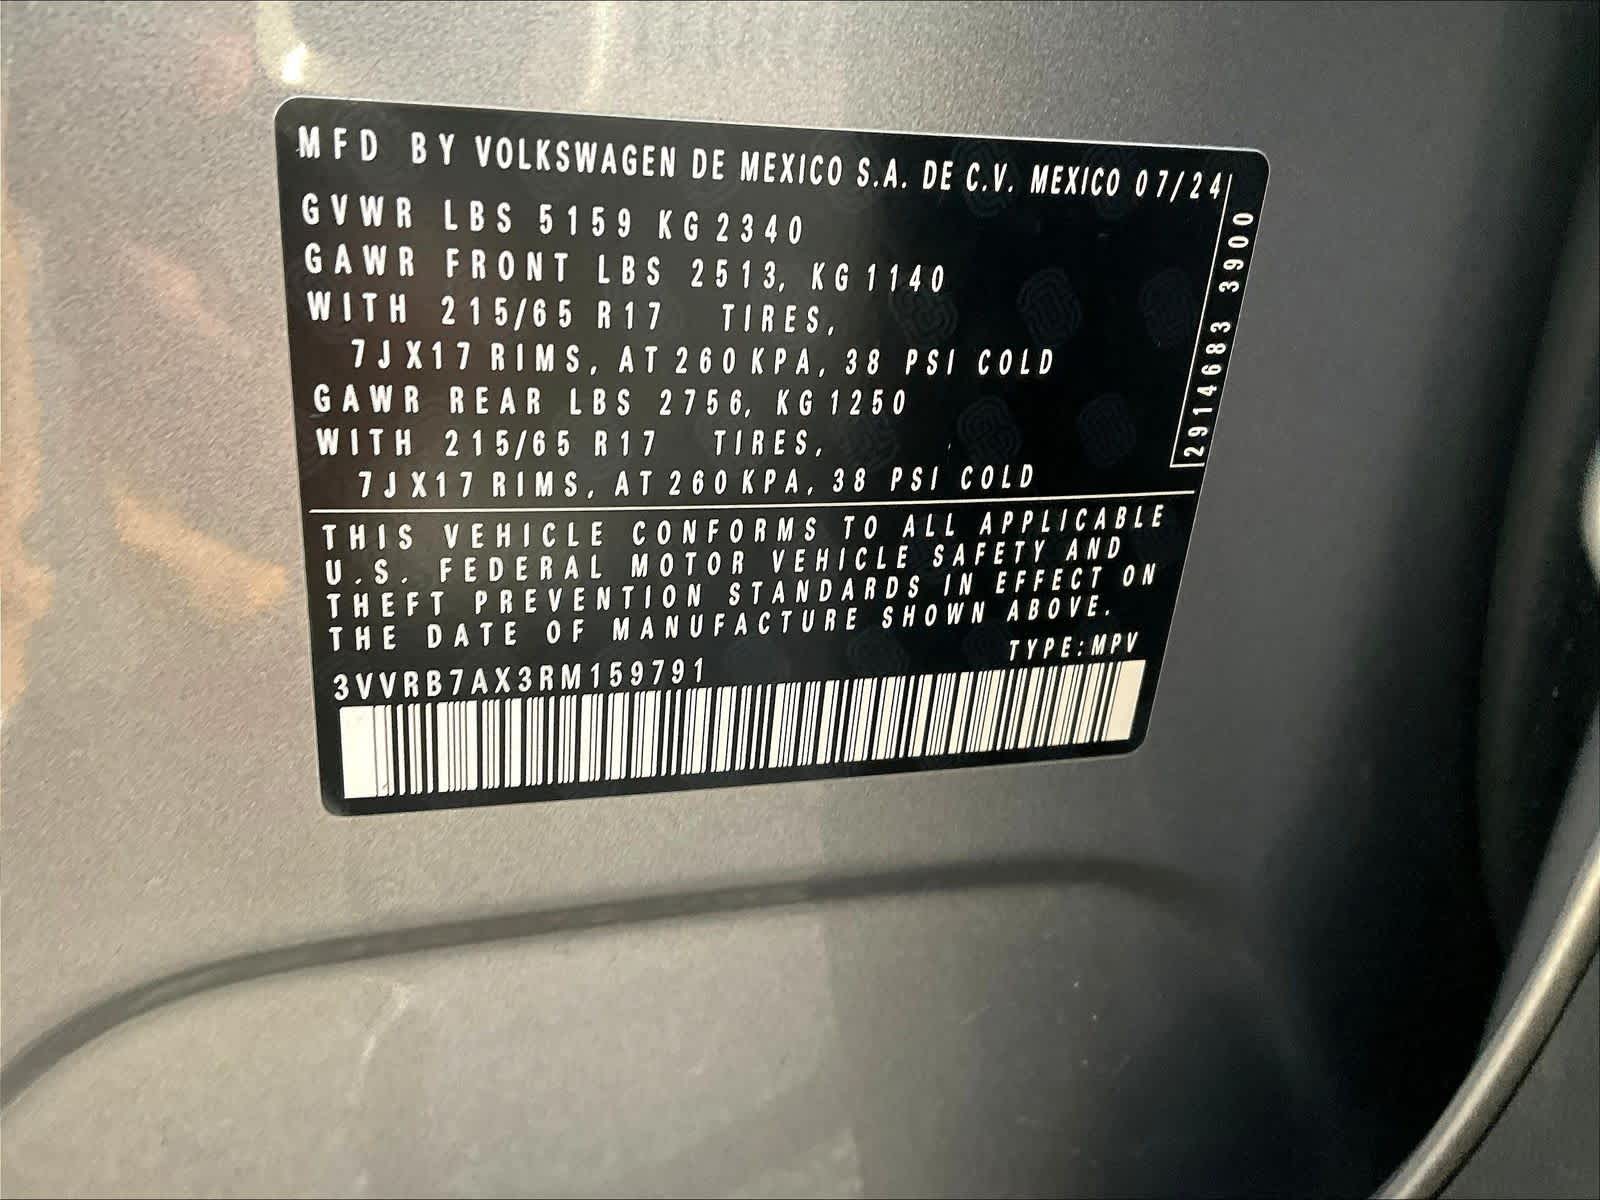 MFD BY VOLKSWAGEN DE MEXICO S.A. DE C.V. MEXICO 07/24
GVWR LBS 5159 KG 2340
GAWR FRONT LBS 2513, KG 1140
WITH 215/65 R17 TIRES,
7JX17 RIMS, AT 260 KPA, 38 PSI COLD
GAWR REAR LBS 2756, KG 1250
WITH 215/65 R17 TIRES,
7JX17 RIMS, AT 260 KPA, 38 PSI COLD
2914683 3900
THIS VEHICLE CONFORMS TO ALL APPLICABLE
U.S. FEDERAL MOTOR VEHICLE SAFETY AND
THEFT PREVENTION STANDARDS IN EFFECT ON
THE DATE OF MANUFACTURE SHOWN ABOVE.
TYPE: MPV
3VVRB7AX3RM159791